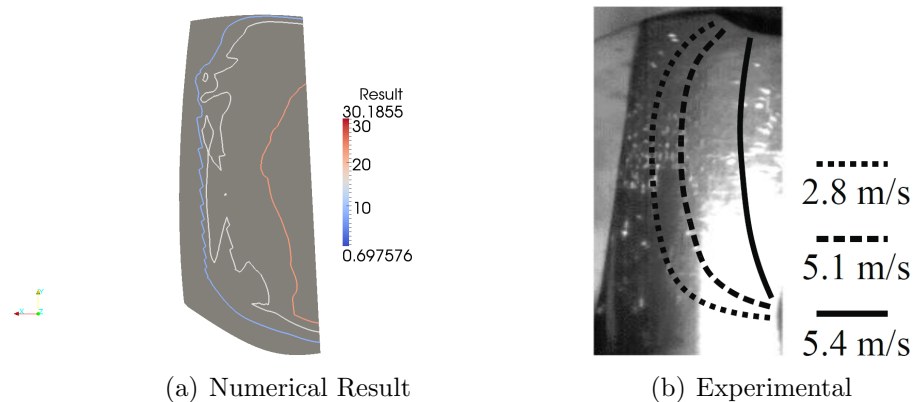 Result
30.1855
30
20
10
0.697576
2.8 m/s
5.1 m/s
5.4 m/s
(a) Numerical Result
(b) Experimental